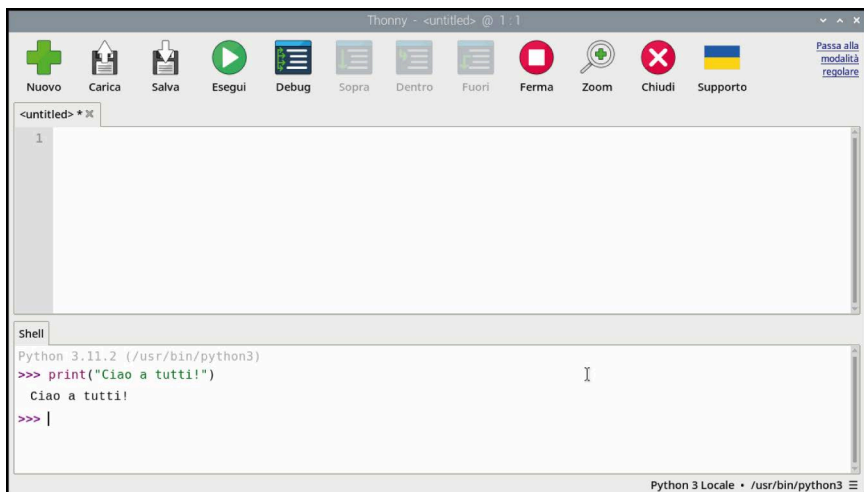 Thonny - <untitled> @ 1:1
Nuovo Carica Salva Esegui Debug Sopra Dentro Fuori Ferma Zoom Chiudi Supporto
Passa alla
modalità
regolare
<untitled> *
1
Shell
Python 3.11.2 (/usr/bin/python3)
>>> print("Ciao a tutti!")
Ciao a tutti!
>>>
Python 3 Locale • /usr/bin/python3 ☰